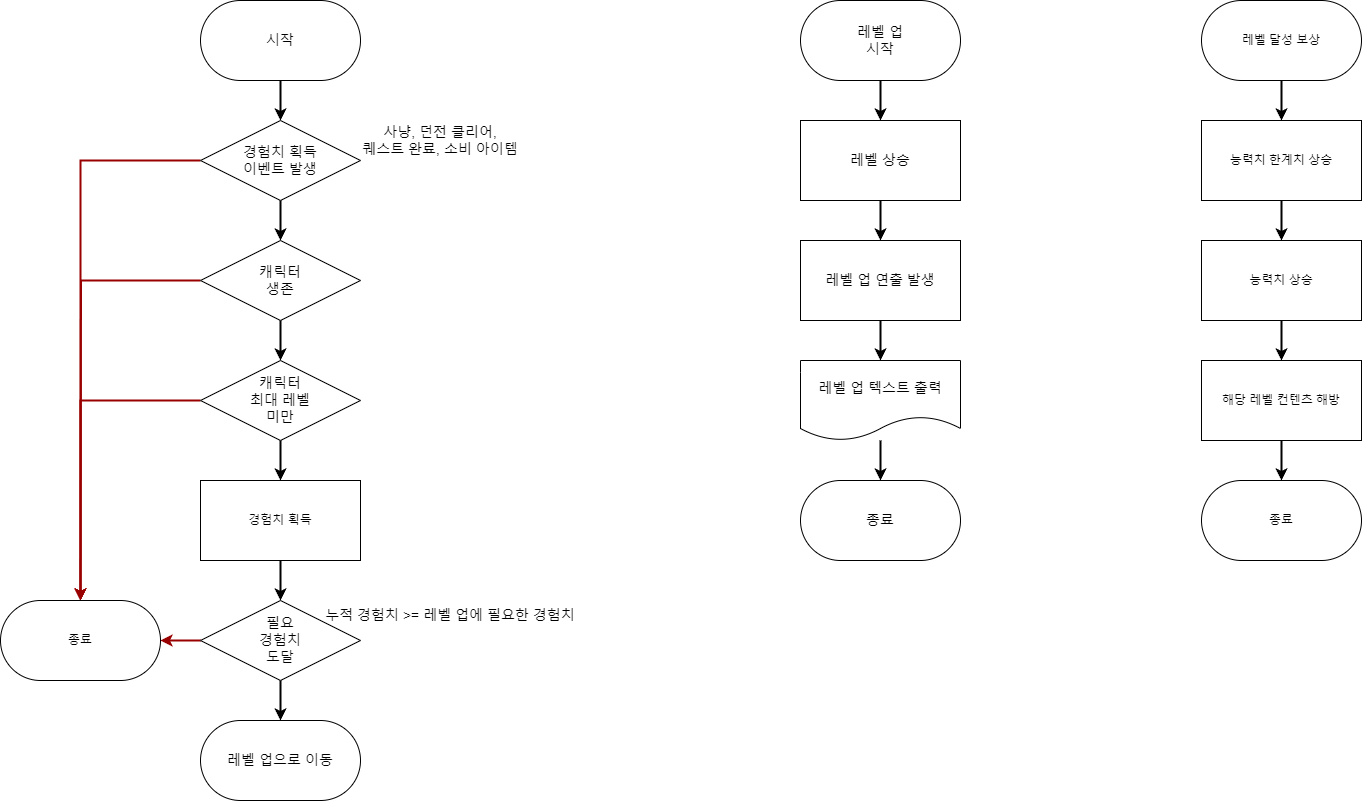 시작
경험치 획득
이벤트 발생
사냥, 던전 클리어,
퀘스트 완료, 소비 아이템
캐릭터
생존
캐릭터
최대 레벨
미만
경험치 획득
필요
경험치
도달
누적 경험치 >= 레벨 업에 필요한 경험치
종료
레벨 업으로 이동
레벨 업
시작
레벨 상승
레벨 업 연출 발생
레벨 업 텍스트 출력
종료
레벨 달성 보상
능력치 한계치 상승
능력치 상승
해당 레벨 컨텐츠 해방
종료